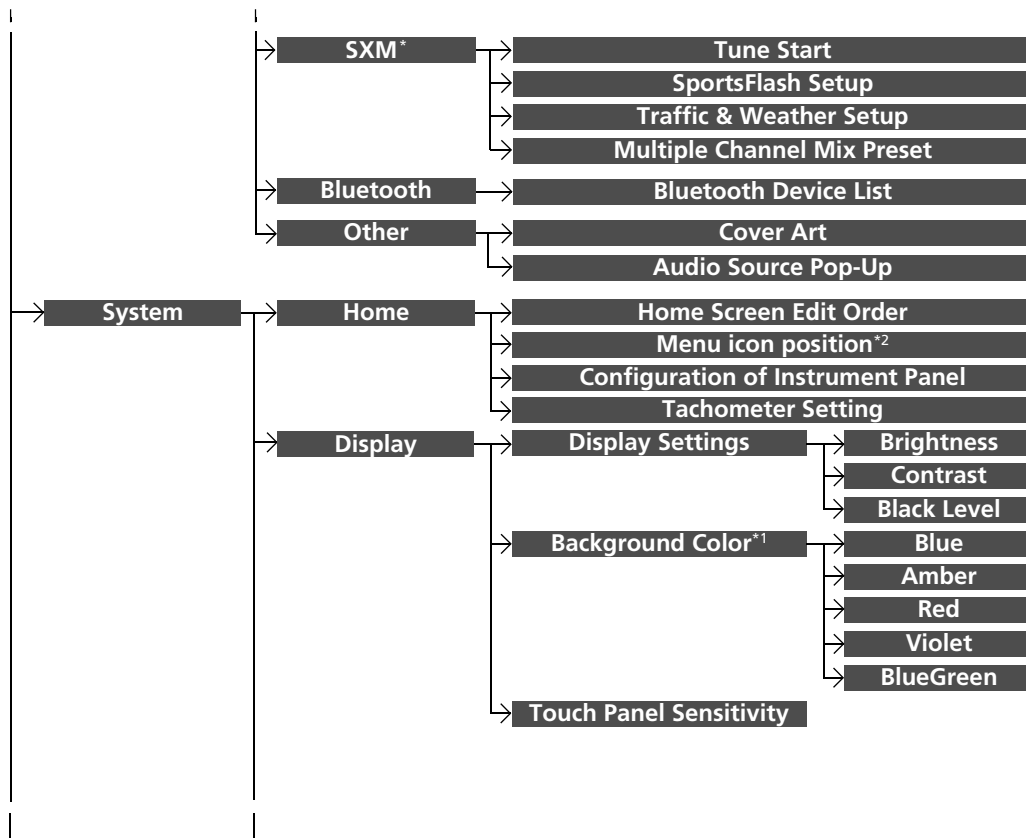 SXM*
Tune Start
SportsFlash Setup
Traffic & Weather Setup
Multiple Channel Mix Preset
Bluetooth
Bluetooth Device List
Other
Cover Art
Audio Source Pop-Up
System
Home
Home Screen Edit Order
Menu icon position*2
Configuration of Instrument Panel
Tachometer Setting
Display
Display Settings
Brightness
Contrast
Black Level
Background Color*1
Blue
Amber
Red
Violet
BlueGreen
Touch Panel Sensitivity